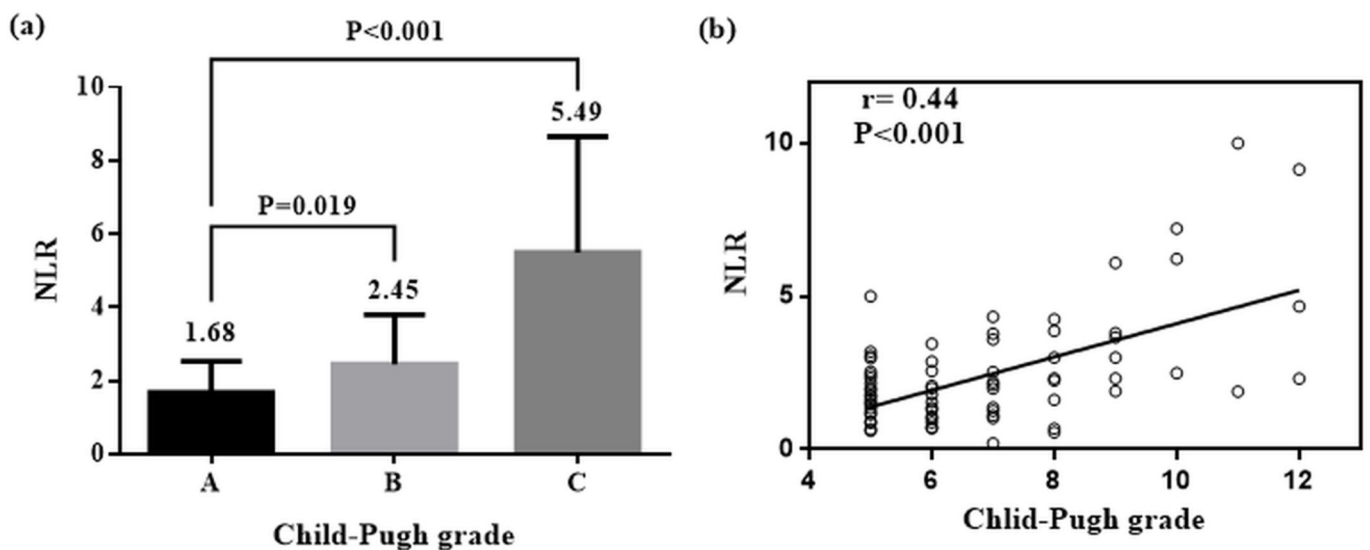 (a)
P<0.001
10
8
6
4
2
0
NLR
5.49
P=0.019
2.45
1.68
A
B
C
Child-Pugh grade
(b)
r= 0.44
P<0.001
10
5
0
NLR
4
6
8
10
12
Chlid-Pugh grade